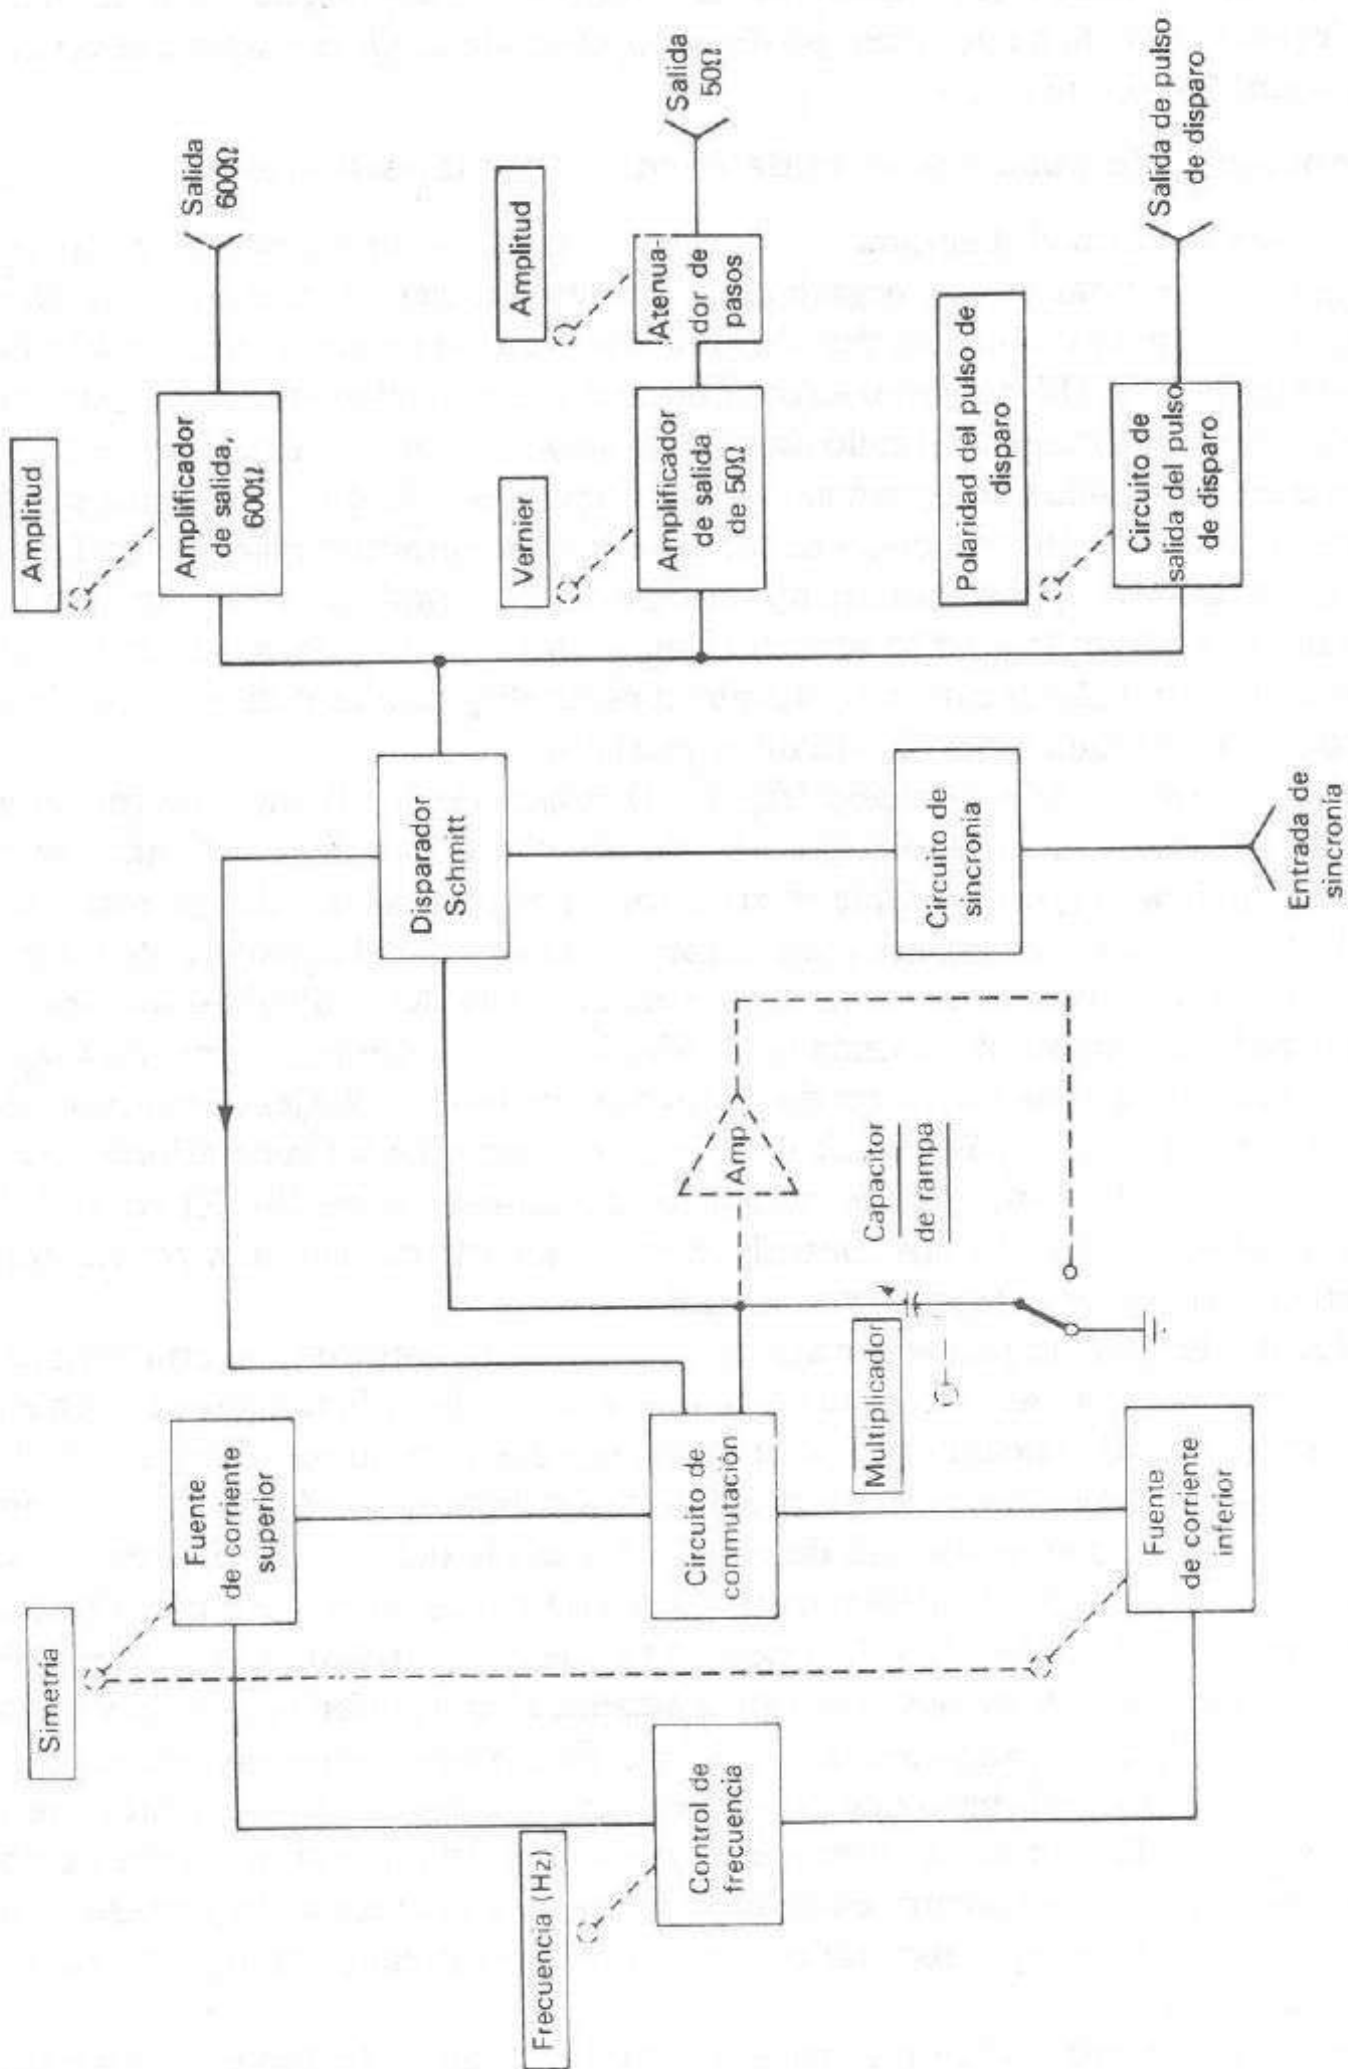 Simetria
Fuente
de corriente
superior
Frecuencia (Hz)
Control de
frecuencia
Circuito de
conmutación
Fuente
de corriente
inferior
Multiplicador
Capacitor
de rampa
Amp
Disparador
Schmitt
Circuito de
sincronía
Entrada de
sincronía
Amplitud
Amplificador
de salida,
600Ω
Salida
600Ω
Vernier
Amplificador
de salida
de 50Ω
Amplitud
Atenua-
dor de
pasos
Salida
50Ω
Polaridad del pulso de
disparo
Circuito de
salida del pulso
de disparo
Salida de pulso
de disparo